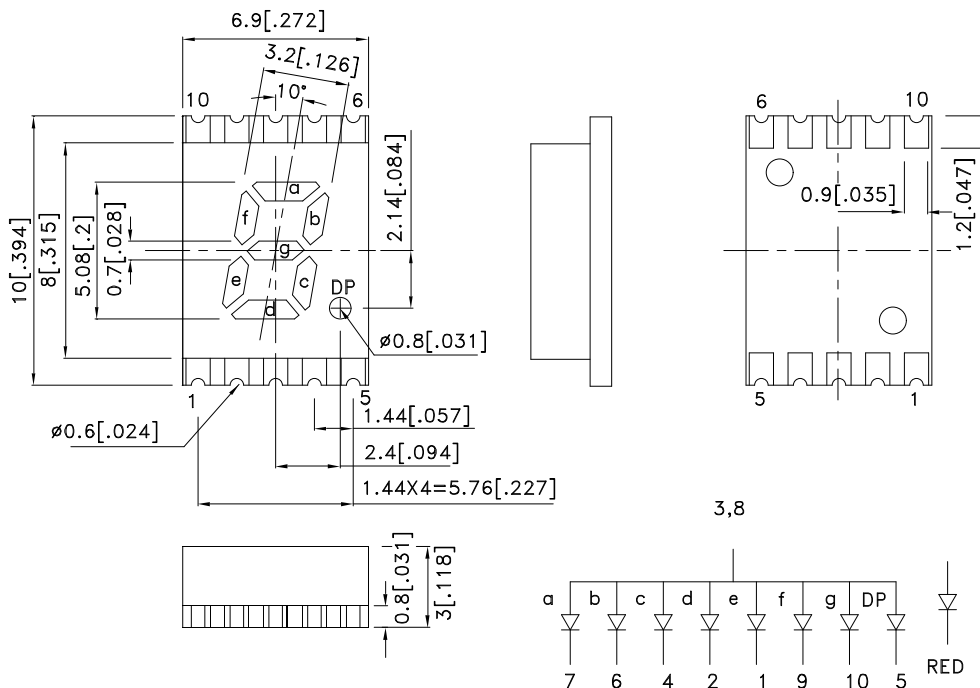 6.9[.272]
3.2[.126]
10°
10
6
6
10
a
b
f
g
e
c
d
DP
10[.394]
8[.315]
5.08[.2]
0.7[.028]
2.14[.084]
0.9[.035]
1.2[.047]
ø0.8[.031]
1
5
5
1
ø0.6[.024]
1.44[.057]
2.4[.094]
1.44X4=5.76[.227]
0.8[.031]
3[.118]
3,8
a b c d e f g DP
RED
7 6 4 2 1 9 10 5